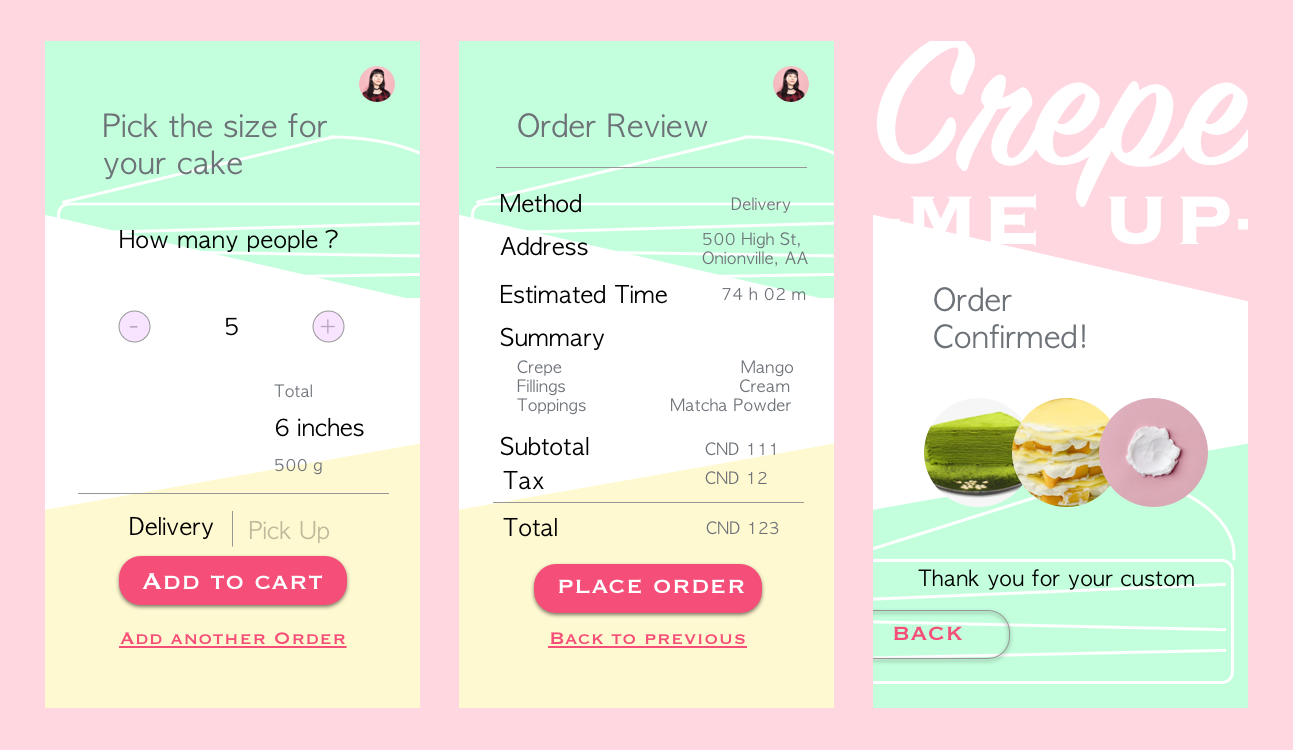 Pick the size for
your cake
How many people ?
- 5 +
Total
6 inches
500 g
Delivery Pick Up
ADD TO CART
ADD ANOTHER ORDER
Order Review
Method Delivery
Address 500 High St,
Onionville, AA
Estimated Time 74 h 02 m
Summary
Crepe Mango
Fillings Cream
Toppings Matcha Powder
Subtotal CND 111
Tax CND 12
Total CND 123
PLACE ORDER
BACK TO PREVIOUS
Crepe
·ME UP·
Order
Confirmed!
Thank you for your custom
BACK